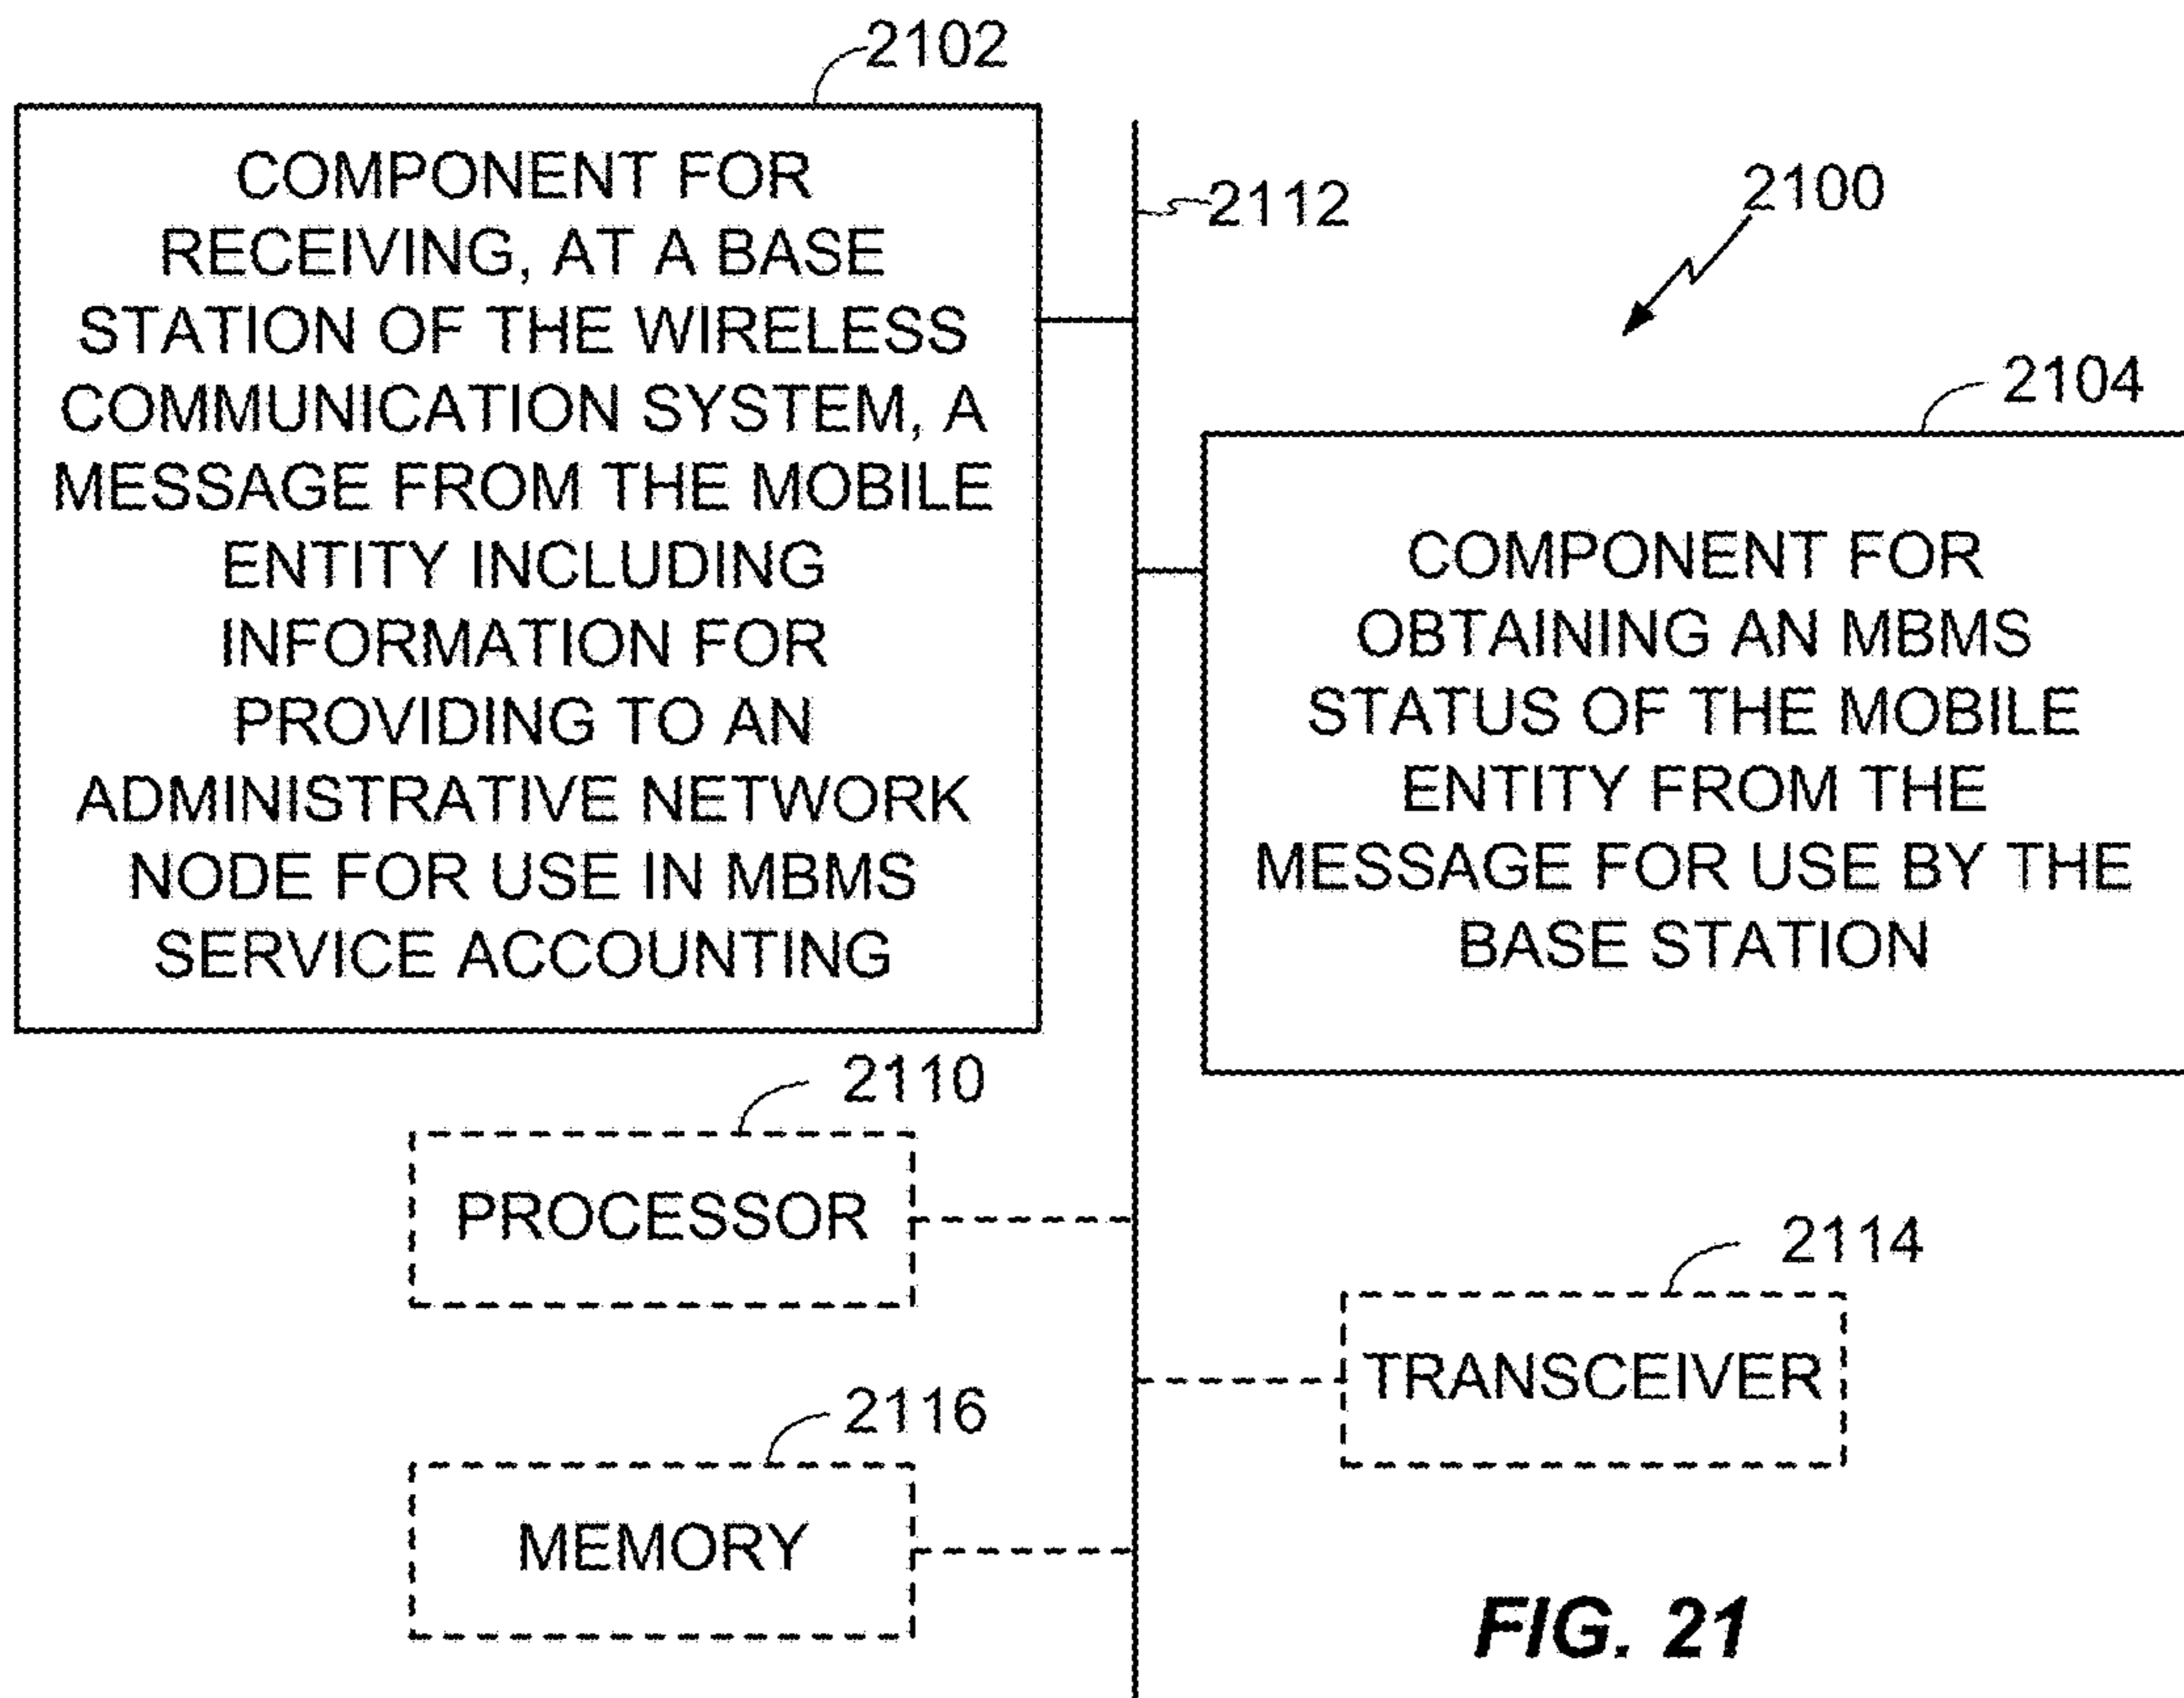 2102
COMPONENT FOR
RECEIVING, AT A BASE
STATION OF THE WIRELESS
COMMUNICATION SYSTEM, A
MESSAGE FROM THE MOBILE
ENTITY INCLUDING
INFORMATION FOR
PROVIDING TO AN
ADMINISTRATIVE NETWORK
NODE FOR USE IN MBMS
SERVICE ACCOUNTING
2112
2100
2104
COMPONENT FOR
OBTAINING AN MBMS
STATUS OF THE MOBILE
ENTITY FROM THE
MESSAGE FOR USE BY THE
BASE STATION
2110
PROCESSOR
2114
TRANSCEIVER
2116
MEMORY
FIG. 21